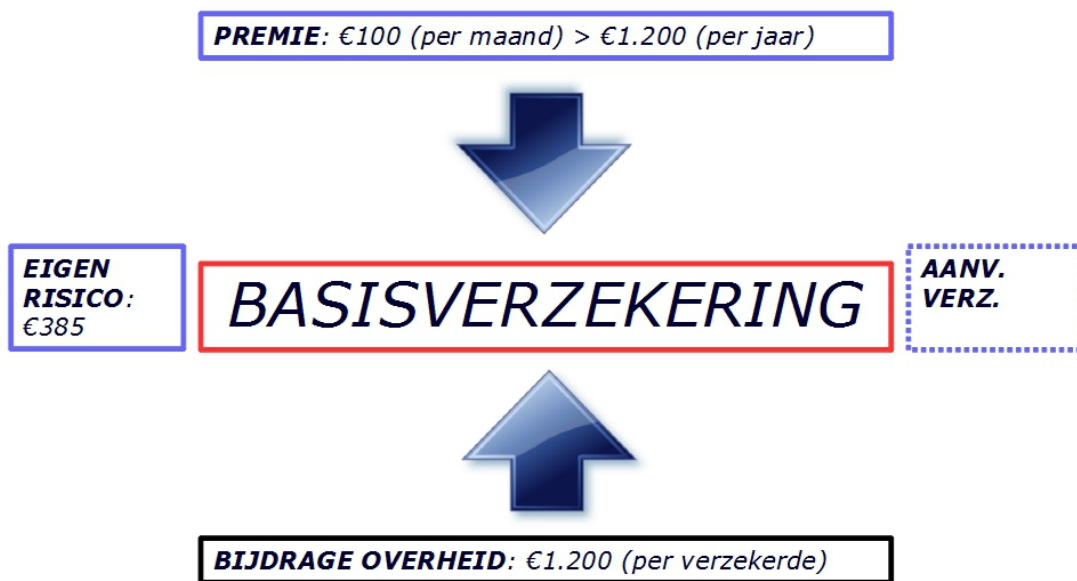 PREMIE: €100 (per maand) > €1.200 (per jaar)
EIGEN
RISICO:
€385
BASISVERZEKERING
AANV.
VERZ.
BIJDRAGE OVERHEID: €1.200 (per verzekerde)